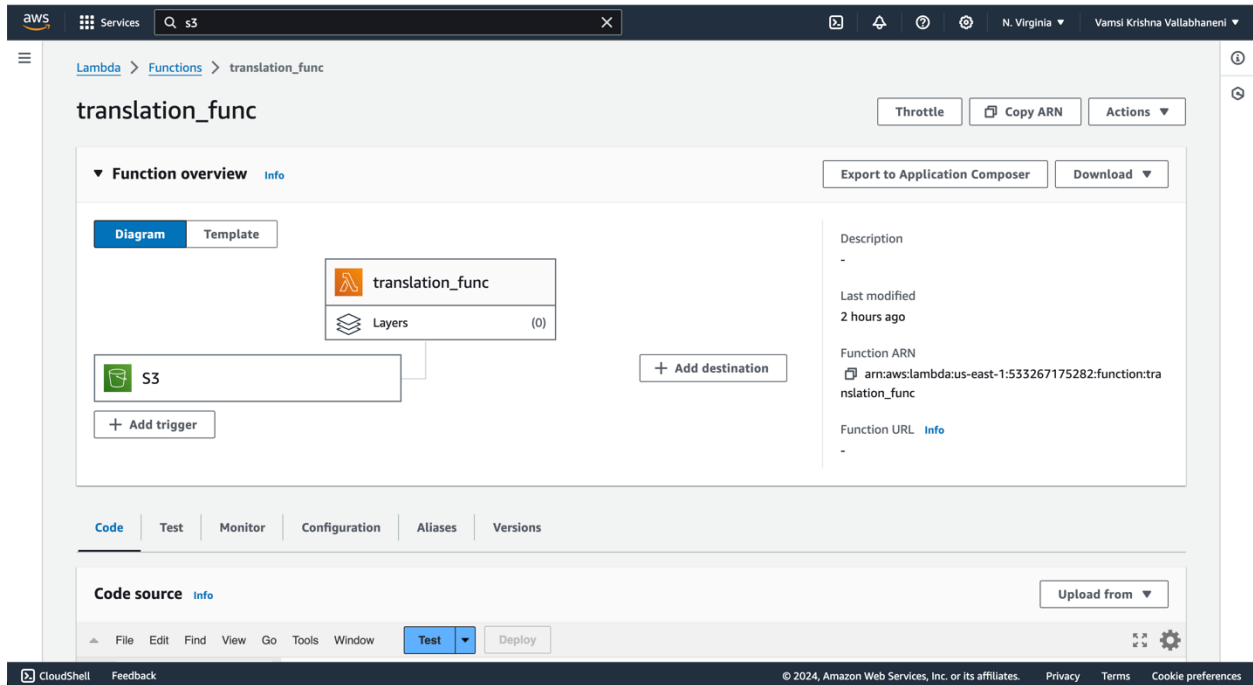 aws Services s3 N. Virginia ▼ Vamsi Krishna Vallabhaneni ▼
Lambda > Functions > translation_func
translation_func
Throttle Copy ARN Actions ▼
▼ Function overview Info
Export to Application Composer Download ▼
Diagram Template
translation_func
Layers (0)
S3
+ Add trigger
+ Add destination
Description
-
Last modified
2 hours ago
Function ARN
arn:aws:lambda:us-east-1:533267175282:function:tra
nslation_func
Function URL Info
-
Code Test Monitor Configuration Aliases Versions
Code source Info
Upload from ▼
File Edit Find View Go Tools Window Test Deploy
CloudShell Feedback © 2024, Amazon Web Services, Inc. or its affiliates. Privacy Terms Cookie preferences